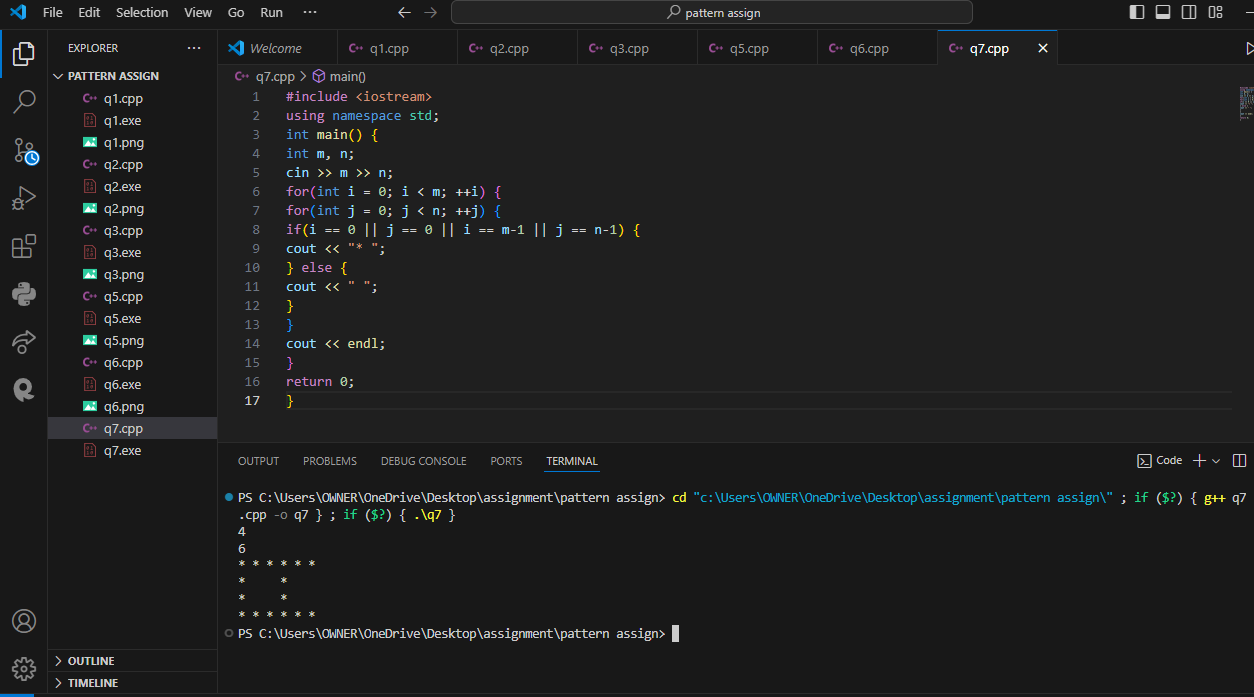 File Edit Selection View Go Run ··· ← → pattern assign
EXPLORER ···
PATTERN ASSIGN
q1.cpp
q1.exe
q1.png
q2.cpp
q2.exe
q2.png
q3.cpp
q3.exe
q3.png
q5.cpp
q5.exe
q5.png
q6.cpp
q6.exe
q6.png
q7.cpp
q7.exe
OUTLINE
TIMELINE
Welcome C++ q1.cpp C++ q2.cpp C++ q3.cpp C++ q5.cpp C++ q6.cpp C++ q7.cpp ×
C++ q7.cpp > main()
1 #include <iostream>
2 using namespace std;
3 int main() {
4 int m, n;
5 cin >> m >> n;
6 for(int i = 0; i < m; ++i) {
7 for(int j = 0; j < n; ++j) {
8 if(i == 0 || j == 0 || i == m-1 || j == n-1) {
9 cout << "* ";
10 } else {
11 cout << " ";
12 }
13 }
14 cout << endl;
15 }
16 return 0;
17 }
OUTPUT PROBLEMS DEBUG CONSOLE PORTS TERMINAL Code
PS C:\Users\OWNER\OneDrive\Desktop\assignment\pattern assign> cd "c:\Users\OWNER\OneDrive\Desktop\assignment\pattern assign\" ; if ($?) { g++ q7
.cpp -o q7 } ; if ($?) { .\q7 }
4
6
* * * * * *
*     *
*     *
* * * * * *
PS C:\Users\OWNER\OneDrive\Desktop\assignment\pattern assign>